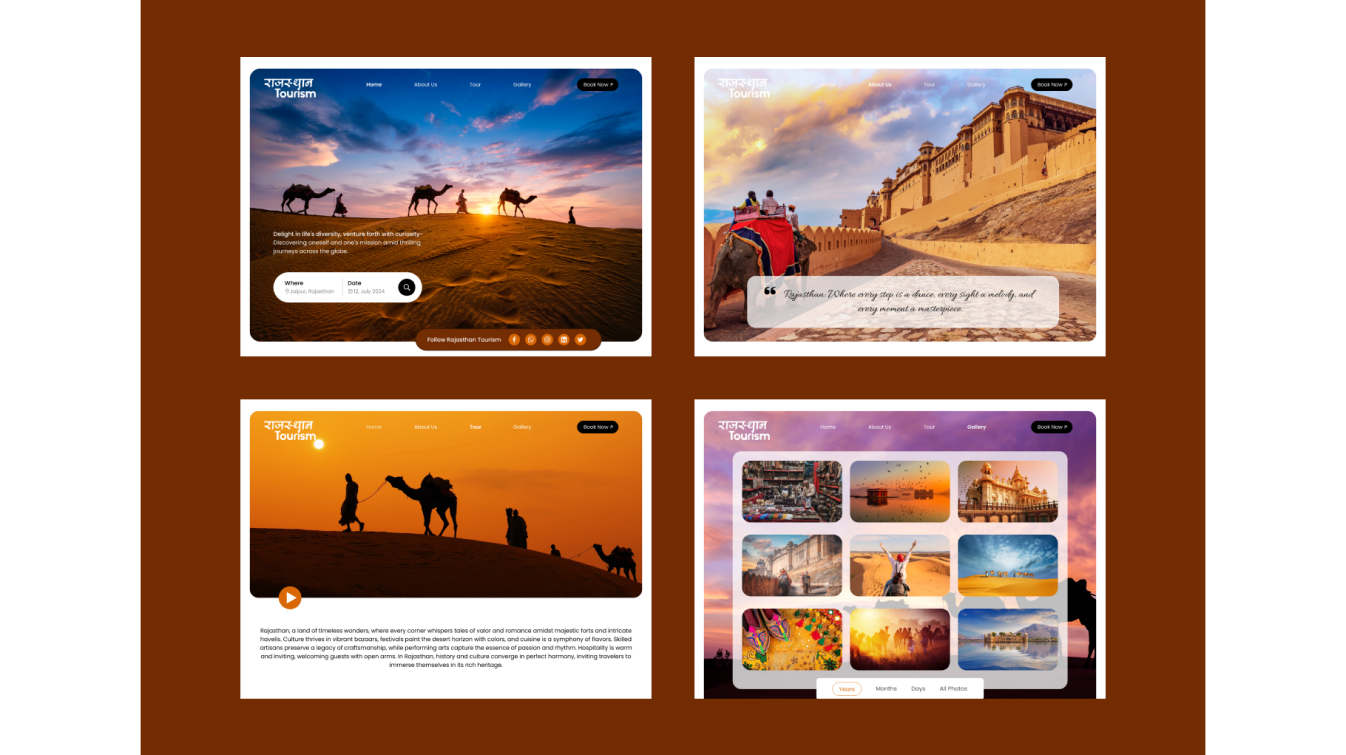 राजस्थान
Tourism
Home
About Us
Tour
Gallery
Book Now ↗
Delight in life's diversity, venture forth with curiosity–
Discovering oneself and one's mission amid thrilling
journeys across the globe.
Where
Date
Jaipur, Rajasthan
12, July 2024
Follow Rajasthan Tourism
राजस्थान
Tourism
Home
About Us
Tour
Gallery
Book Now ↗
Rajasthan: Where every step is a dance, every sight a melody, and
every moment a masterpiece.
राजस्थान
Tourism
Home
About Us
Tour
Gallery
Book Now ↗
Rajasthan, a land of timeless wonders, where every corner whispers tales of valor and romance amidst majestic forts and intricate
havelis. Culture thrives in vibrant bazaars, festivals paint the desert horizon with colors, and cuisine is a symphony of flavors. Skilled
artisans preserve a legacy of craftsmanship, while performing arts capture the essence of passion and rhythm. Hospitality is warm
and inviting, welcoming guests with open arms. In Rajasthan, history and culture converge in perfect harmony, inviting travelers to
immerse themselves in its rich heritage.
राजस्थान
Tourism
Home
About Us
Tour
Gallery
Book Now ↗
Years
Months
Days
All Photos